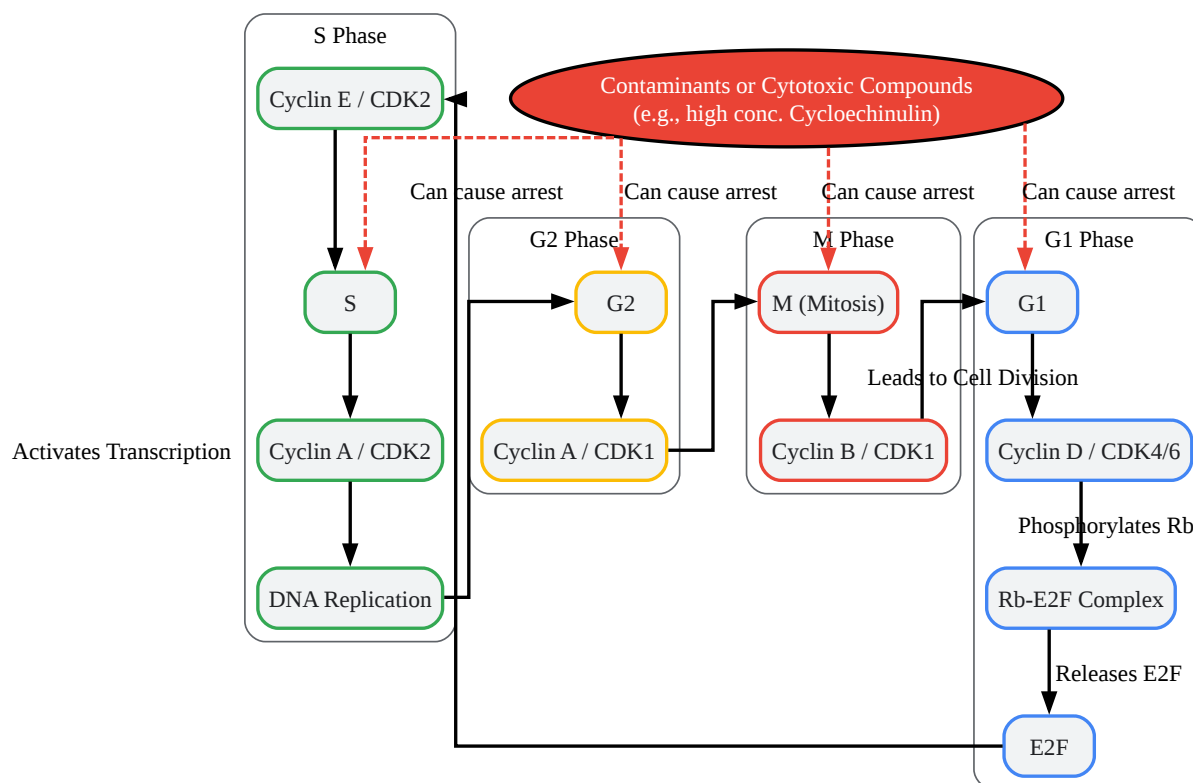 S Phase
Cyclin E / CDK2
Contaminants or Cytotoxic Compounds
(e.g., high conc. Cycloechinulin)
Can cause arrest
Can cause arrest
Can cause arrest
Can cause arrest
G2 Phase
M Phase
G1 Phase
S
G2
M (Mitosis)
G1
Leads to Cell Division
Activates Transcription
Cyclin A / CDK2
Cyclin A / CDK1
Cyclin B / CDK1
Cyclin D / CDK4/6
Phosphorylates Rb
DNA Replication
Rb-E2F Complex
Releases E2F
E2F